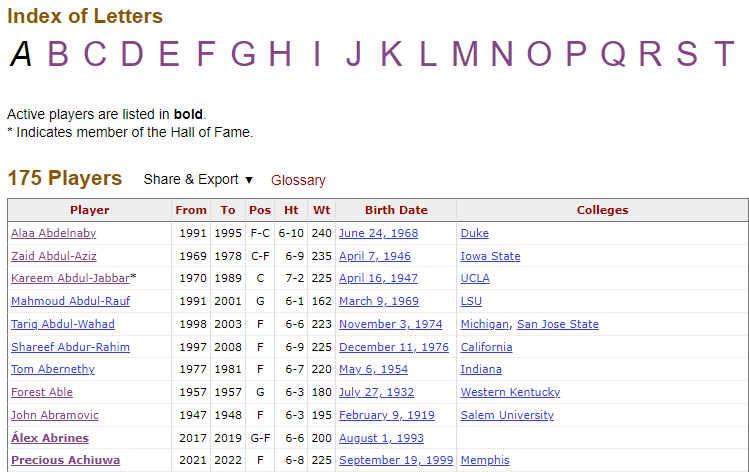 Index of Letters
A B C D E F G H I J K L M N O P Q R S T
Active players are listed in bold.
* Indicates member of the Hall of Fame.
175 Players Share & Export ▼ Glossary
Player From To Pos Ht Wt Birth Date Colleges
Alaa Abdelnaby 1991 1995 F-C 6-10 240 June 24, 1968 Duke
Zaid Abdul-Aziz 1969 1978 C-F 6-9 235 April 7, 1946 Iowa State
Kareem Abdul-Jabbar* 1970 1989 C 7-2 225 April 16, 1947 UCLA
Mahmoud Abdul-Rauf 1991 2001 G 6-1 162 March 9, 1969 LSU
Tariq Abdul-Wahad 1998 2003 F 6-6 223 November 3, 1974 Michigan, San Jose State
Shareef Abdur-Rahim 1997 2008 F 6-9 225 December 11, 1976 California
Tom Abernethy 1977 1981 F 6-7 220 May 6, 1954 Indiana
Forest Able 1957 1957 G 6-3 180 July 27, 1932 Western Kentucky
John Abramovic 1947 1948 F 6-3 195 February 9, 1919 Salem University
Álex Abrines 2017 2019 G-F 6-6 200 August 1, 1993
Precious Achiuwa 2021 2022 F 6-8 225 September 19, 1999 Memphis